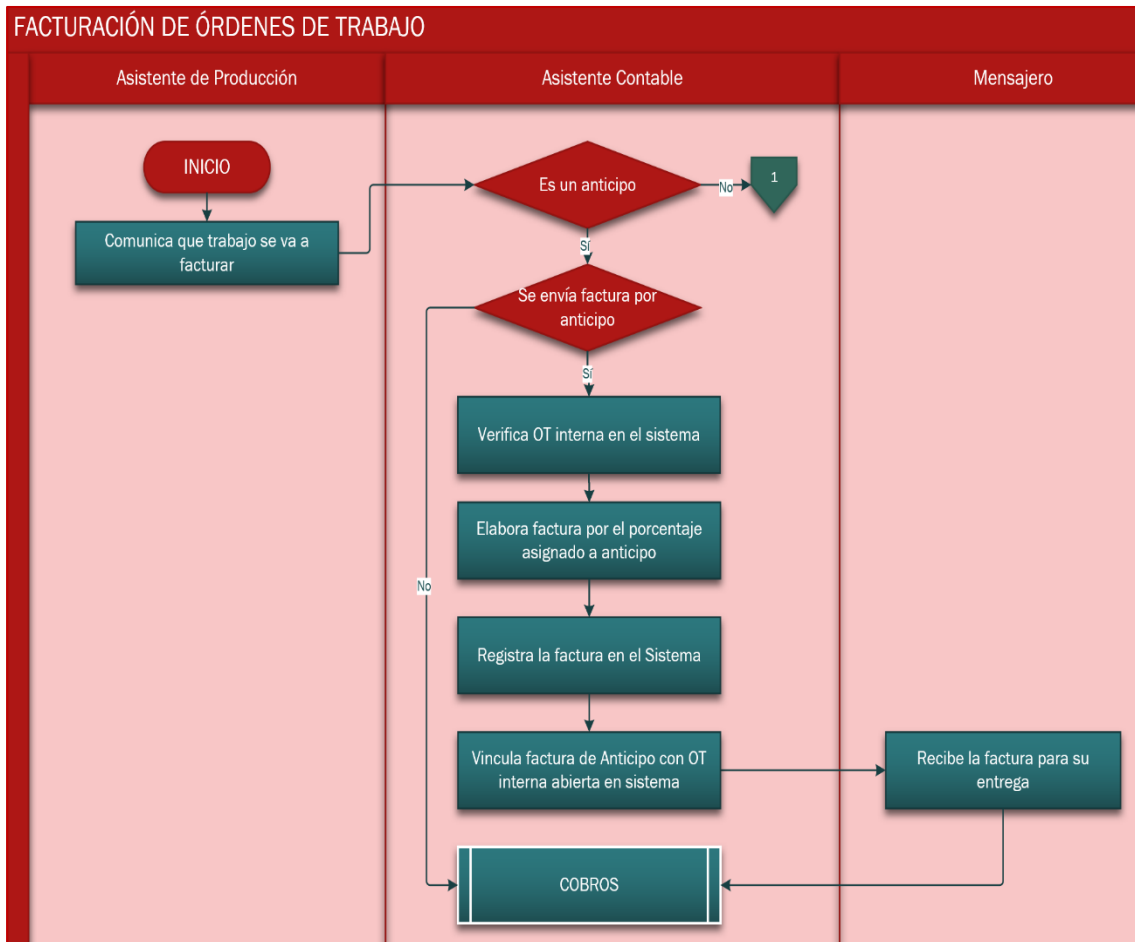 FACTURACIÓN DE ÓRDENES DE TRABAJO
Asistente de Producción
Asistente Contable
Mensajero
INICIO
Comunica que trabajo se va a
facturar
Es un anticipo
No
1
Sí
Se envía factura por
anticipo
Sí
Verifica OT interna en el sistema
Elabora factura por el porcentaje
asignado a anticipo
No
Registra la factura en el Sistema
Vincula factura de Anticipo con OT
interna abierta en sistema
Recibe la factura para su
entrega
COBROS